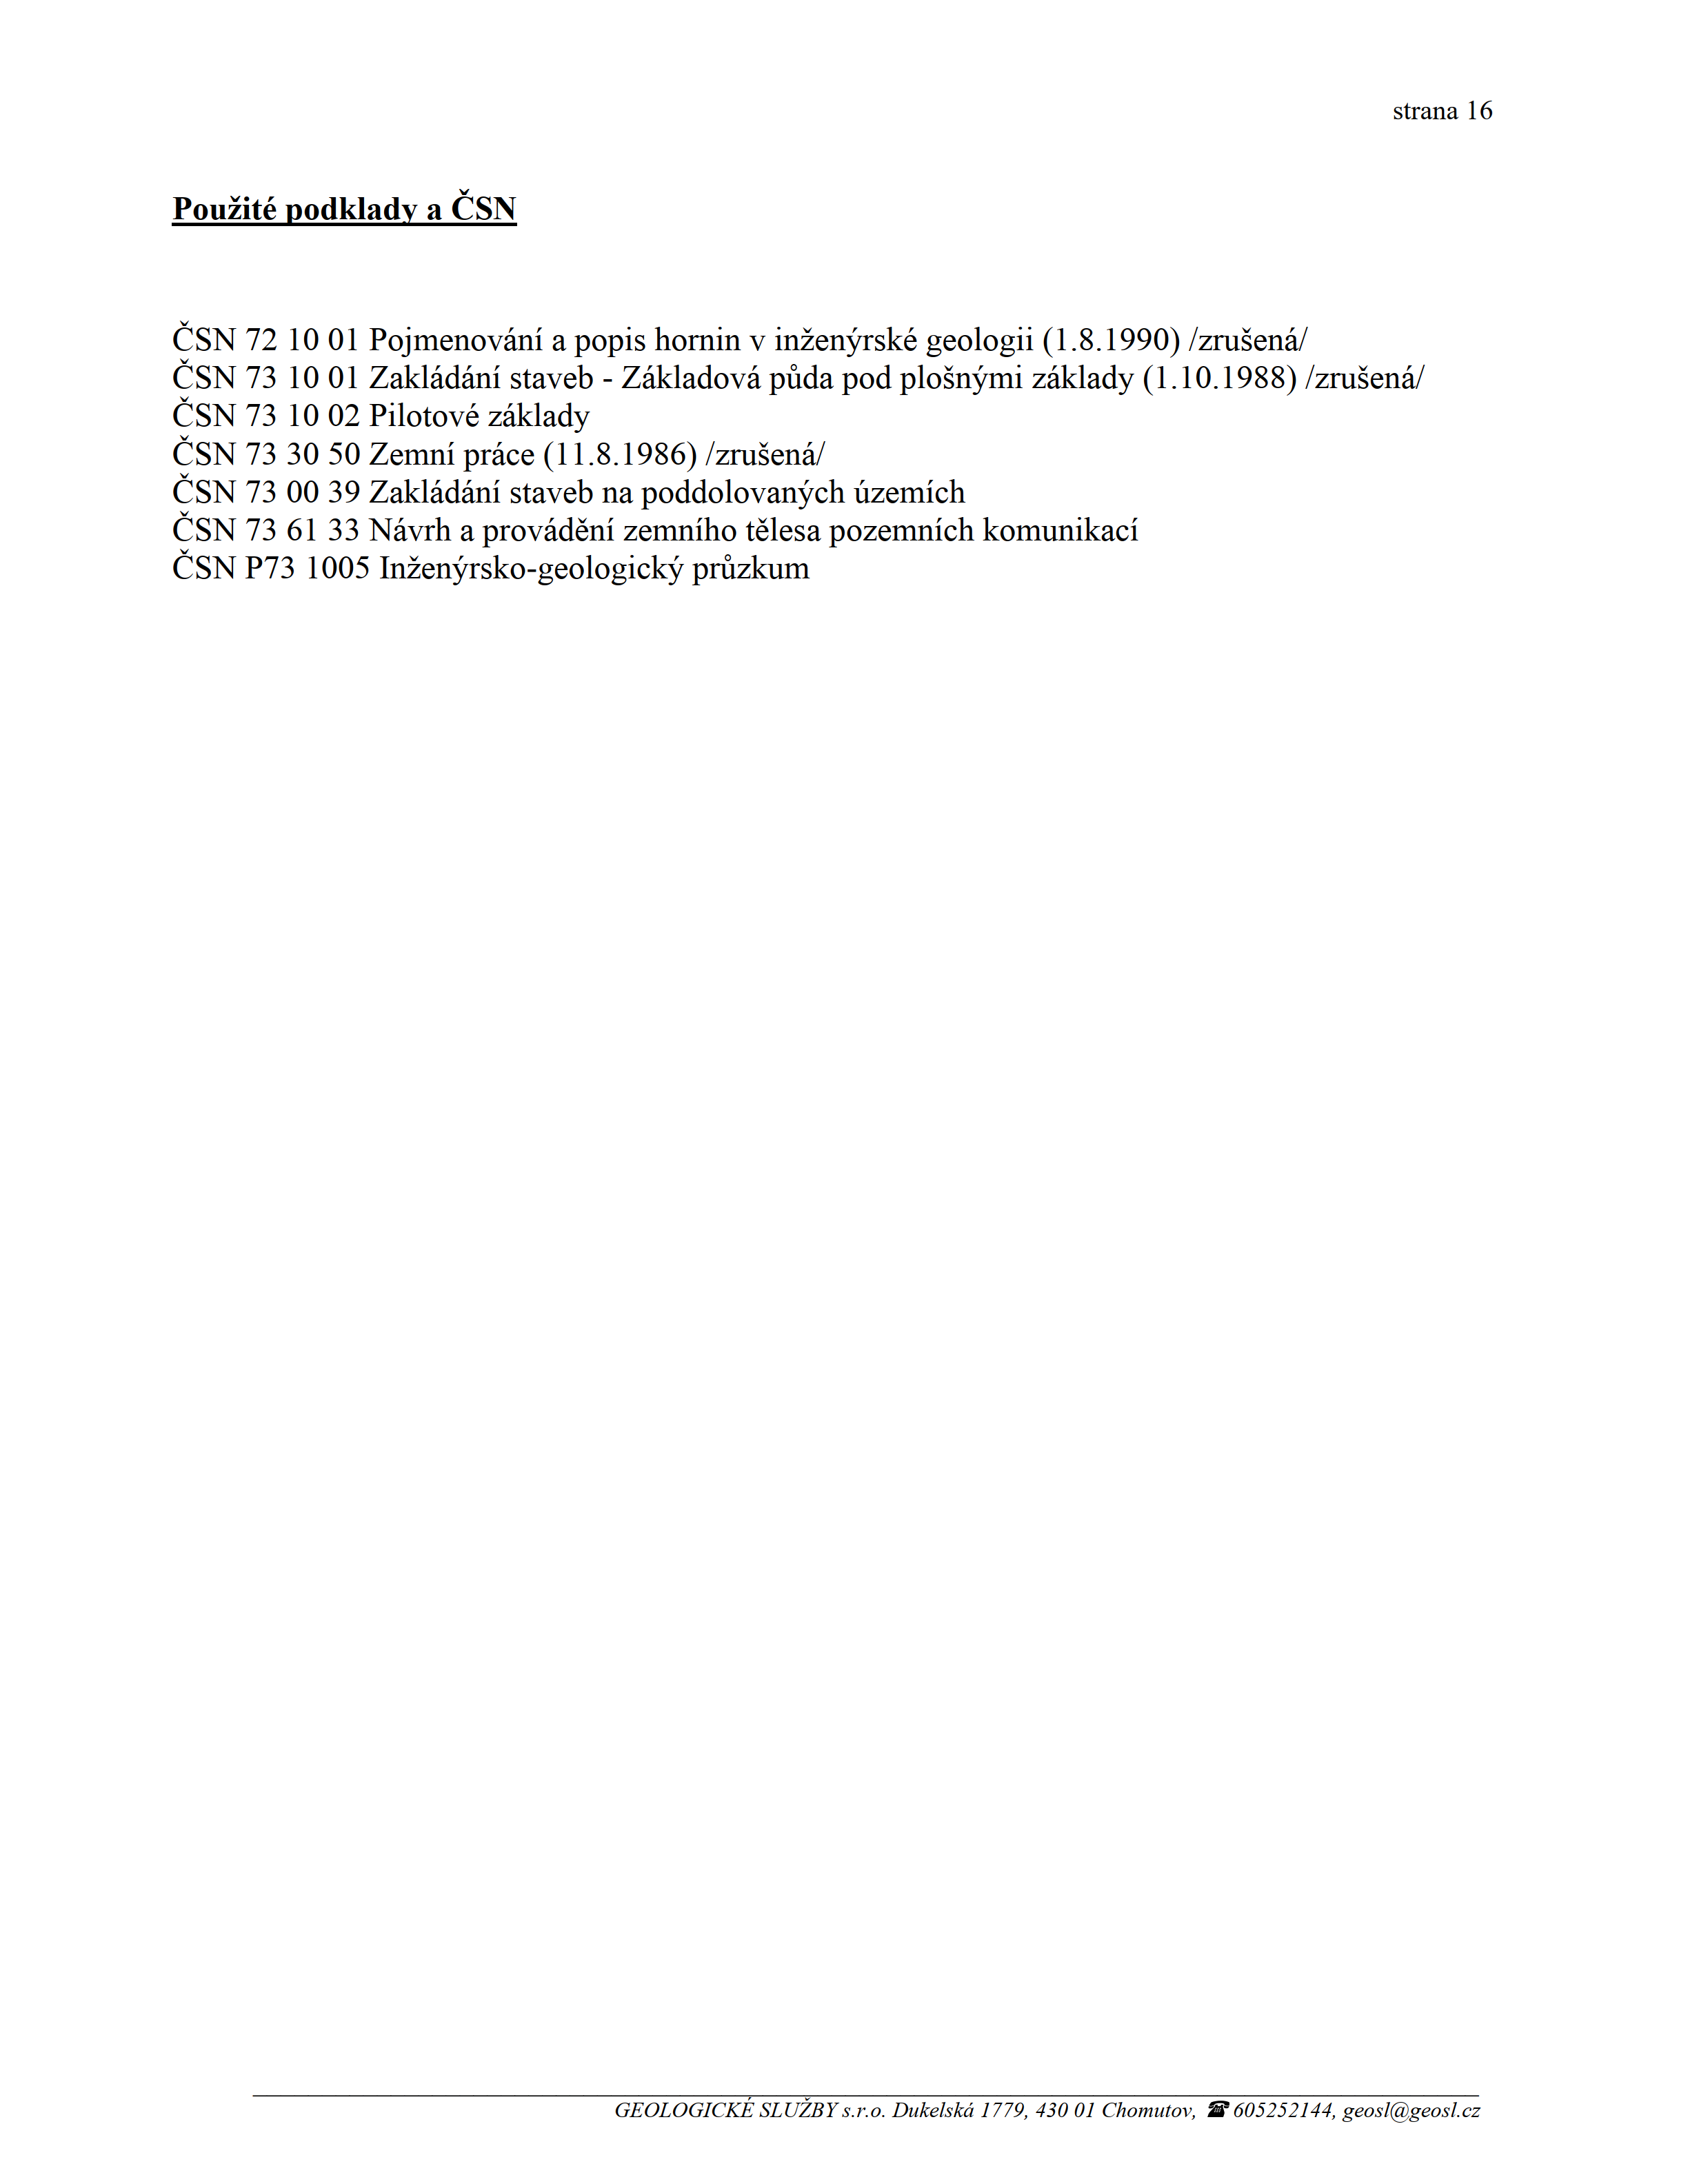 strana 16
Použité podklady a ČSN
ČSN 72 10 01 Pojmenování a popis hornin v inženýrské geologii (1.8.1990) /zrušená/
ČSN 73 10 01 Zakládání staveb - Základová půda pod plošnými základy (1.10.1988) /zrušená/
ČSN 73 10 02 Pilotové základy
ČSN 73 30 50 Zemní práce (11.8.1986) /zrušená/
ČSN 73 00 39 Zakládání staveb na poddolovaných územích
ČSN 73 61 33 Návrh a provádění zemního tělesa pozemních komunikací
ČSN P73 1005 Inženýrsko-geologický průzkum
GEOLOGICKÉ SLUŽBY s.r.o. Dukelská 1779, 430 01 Chomutov, ☎ 605252144, geosl@geosl.cz